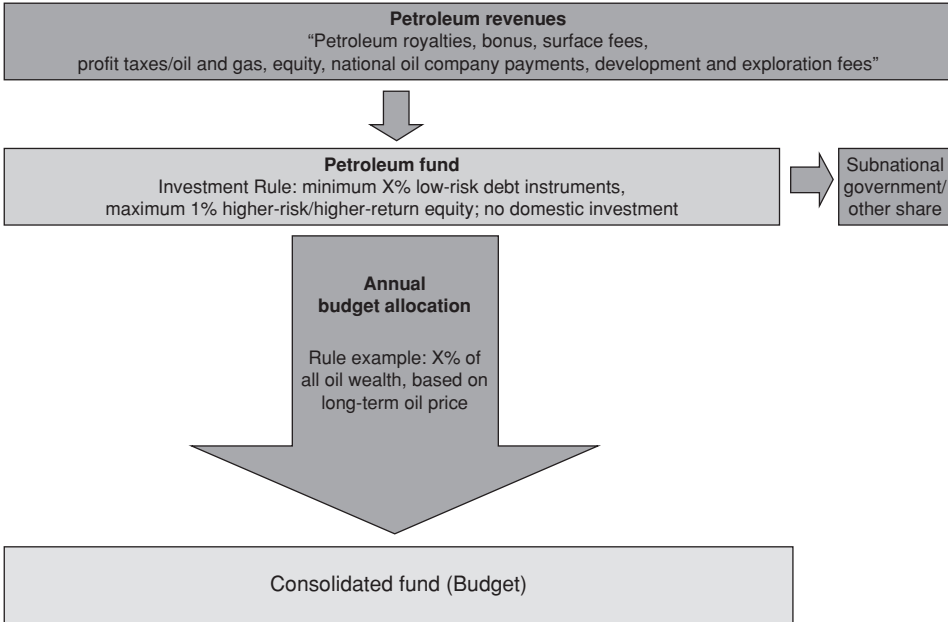 Petroleum revenues
“Petroleum royalties, bonus, surface fees,
profit taxes/oil and gas, equity, national oil company payments, development and exploration fees”
Petroleum fund
Investment Rule: minimum X% low-risk debt instruments,
maximum 1% higher-risk/higher-return equity; no domestic investment
Subnational
government/
other share
Annual
budget allocation
Rule example: X% of
all oil wealth, based on
long-term oil price
Consolidated fund (Budget)